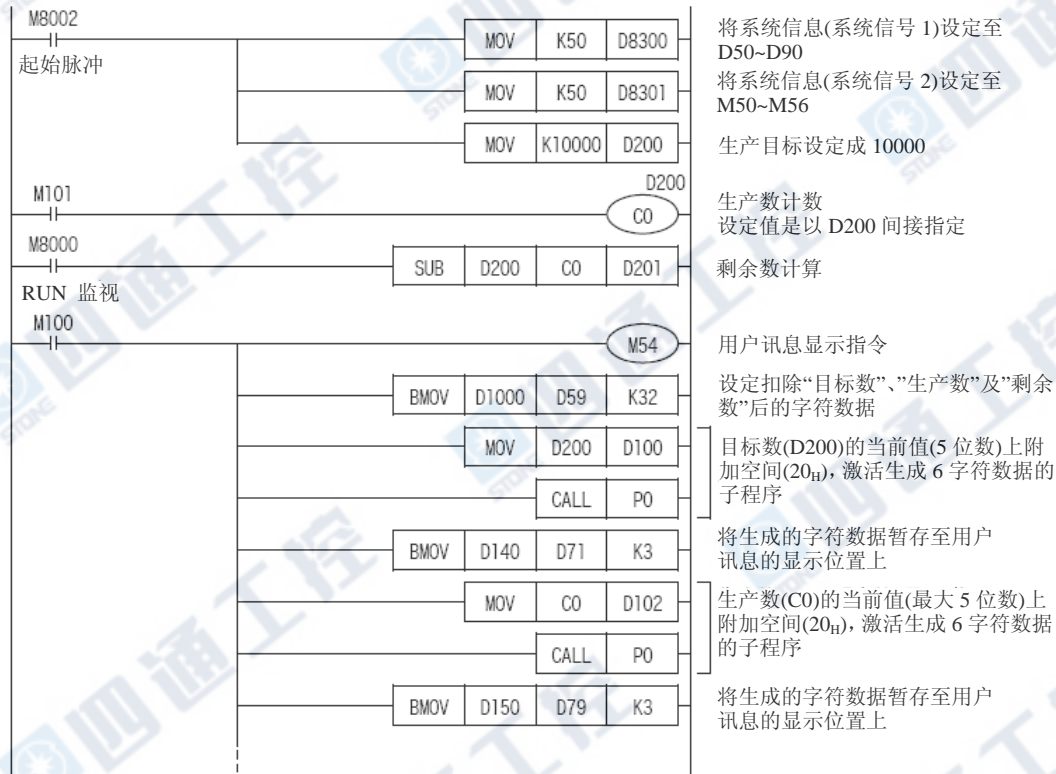 M8002
起始脉冲
MOV K50 D8300
将系统信息(系统信号 1)设定至
D50~D90
MOV K50 D8301
将系统信息(系统信号 2)设定至
M50~M56
MOV K10000 D200
生产目标设定成 10000
M101
D200
C0
生产数计数
设定值是以 D200 间接指定
M8000
RUN 监视
SUB D200 C0 D201
剩余数计算
M100
M54
用户讯息显示指令
BMOV D1000 D59 K32
设定扣除“目标数”、”生产数”及”剩余
数”后的字符数据
MOV D200 D100
CALL P0
目标数(D200)的当前值(5 位数)上附
加空间(20H), 激活生成 6 字符数据的
子程序
BMOV D140 D71 K3
将生成的字符数据暂存至用户
讯息的显示位置上
MOV C0 D102
CALL P0
生产数(C0)的当前值(最大 5 位数)上
附加空间(20H), 激活生成 6 字符数据
的子程序
BMOV D150 D79 K3
将生成的字符数据暂存至用户
讯息的显示位置上
四通工控
STONE